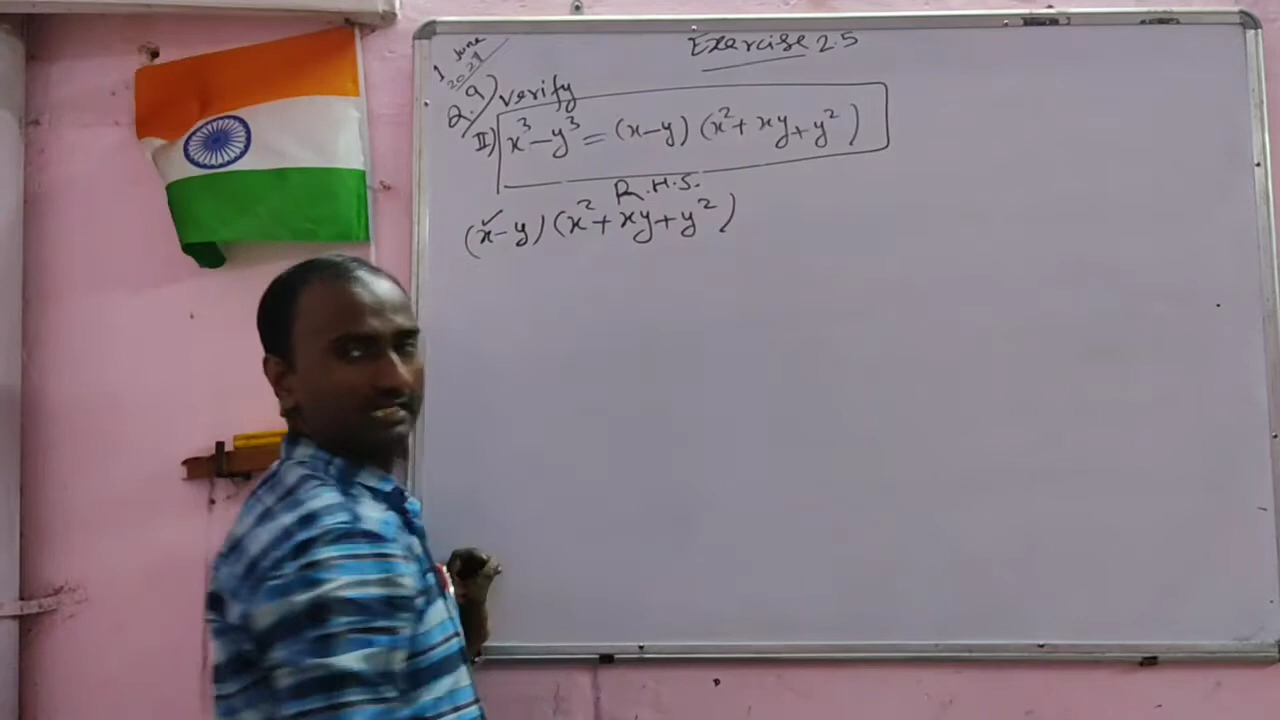 Exercise 2.5
1 June
2021
Q.9) verify
II) x³-y³ = (x-y) (x²+xy+y²)
R.H.S.
(x-y) (x²+xy+y²)